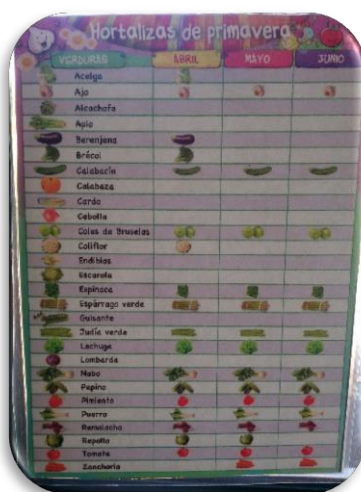 Hortalizas de primavera
VERDURAS ABRIL MAYO JUNIO
Acelga
Ajo
Alcachofa
Apio
Berenjena
Brócol
Calabacín
Calabaza
Cardo
Cebolla
Coles de Bruselas
Coliflor
Endibias
Escarola
Espinaca
Espárrago verde
Guisante
Judía verde
Lechuga
Lombarda
Nabo
Pepino
Pimiento
Puerro
Remolacha
Repollo
Tomate
Zanahoria